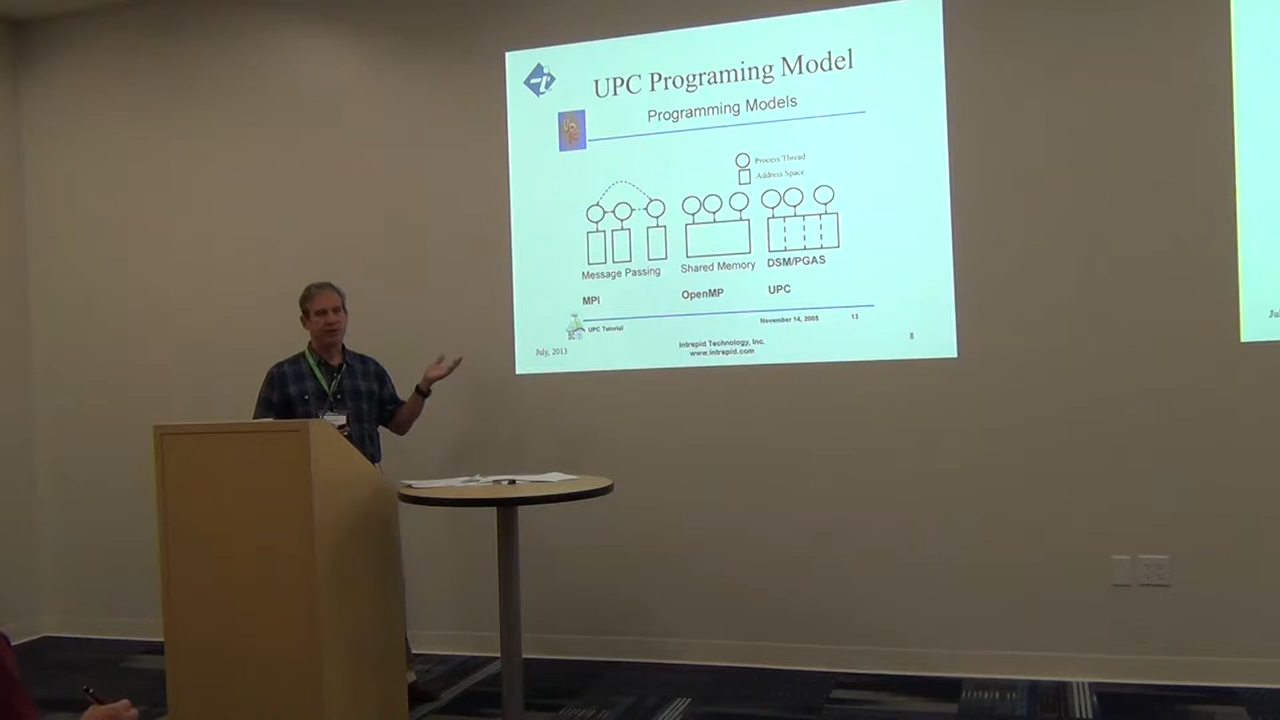 UPC Programing Model
Programming Models
Process/Thread
Address Space
Message Passing
Shared Memory
DSM/PGAS
MPI
OpenMP
UPC
UPC Tutorial
November 14, 2005
13
July, 2013
Intrepid Technology, Inc.
www.intrepid.com
8